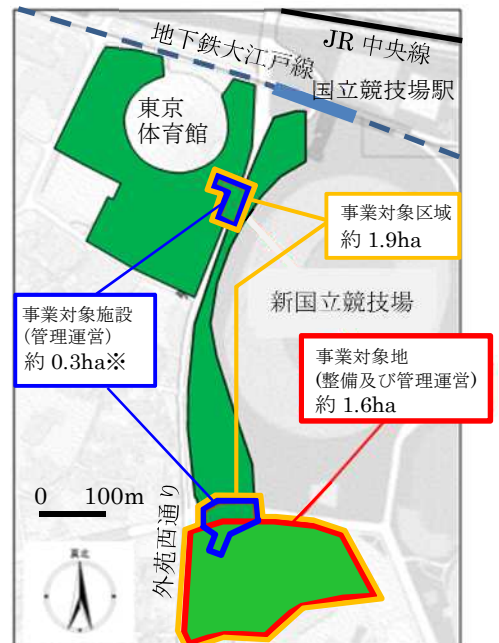 JR 中央線
地下鉄大江戸線
国立競技場駅
東京
体育館
事業対象区域
約 1.9ha
新国立競技場
事業対象施設
(管理運営)
約 0.3ha※
事業対象地
(整備及び管理運営)
約 1.6ha
0 100m
外苑西通り
真北